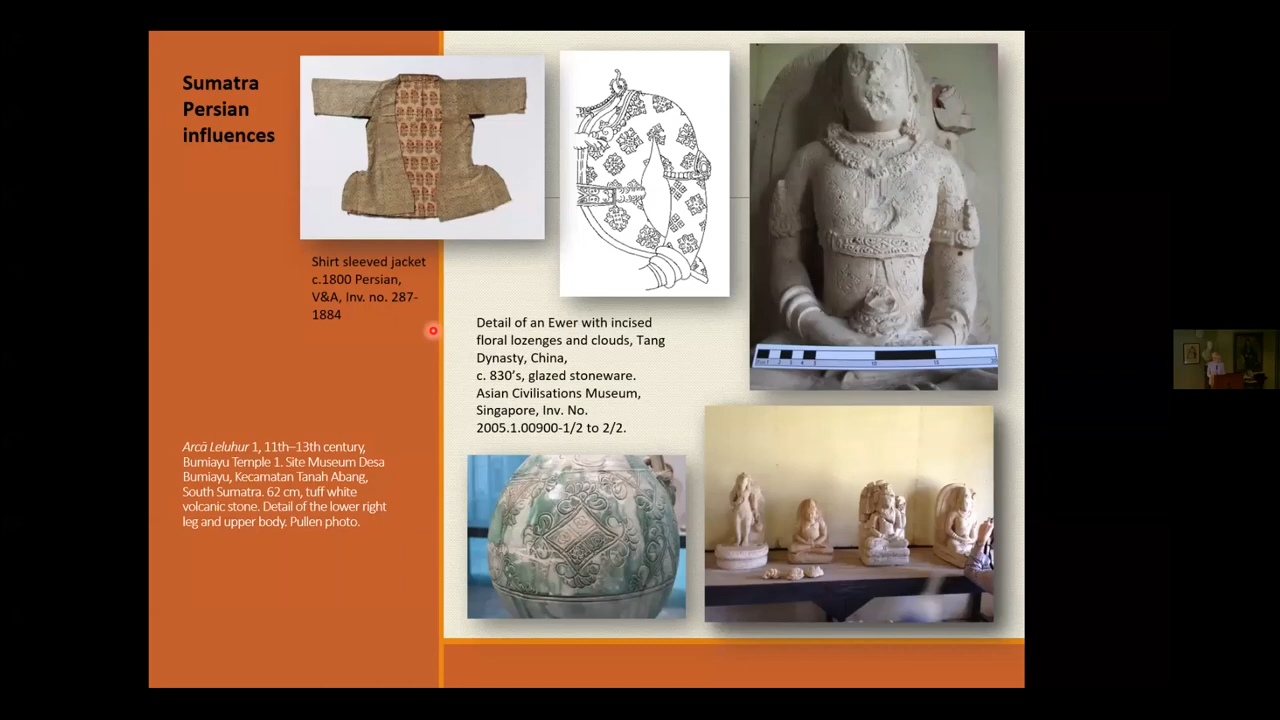 Sumatra
Persian
influences
Shirt sleeved jacket
c.1800 Persian,
V&A, Inv. no. 287-
1884
Detail of an Ewer with incised
floral lozenges and clouds, Tang
Dynasty, China,
c. 830's, glazed stoneware.
Asian Civilisations Museum,
Singapore, Inv. No.
2005.1.00900-1/2 to 2/2.
Arcā Leluhur 1, 11th–13th century,
Bumiayu Temple 1. Site Museum Desa
Bumiayu, Kecamatan Tanah Abang,
South Sumatra. 62 cm, tuff white
volcanic stone. Detail of the lower right
leg and upper body. Pullen photo.